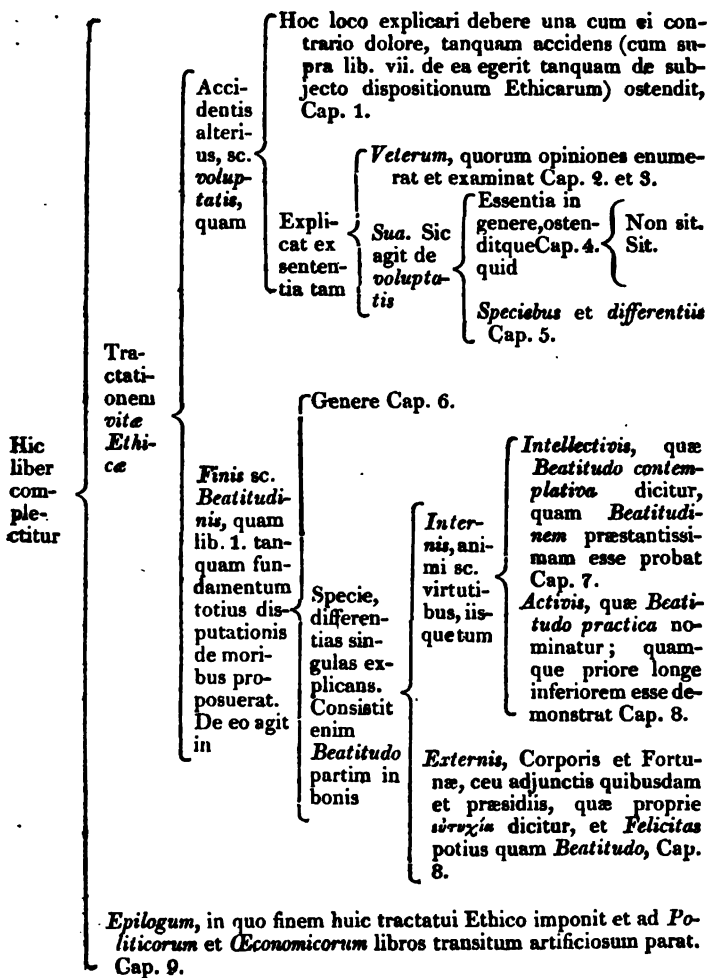 Hic
liber
com-
ple-
ctitur
Tra-
ctati-
onem
vitæ
Ethi-
cæ
Acci-
dentis
alteri-
us, sc.
volup-
tatis,
quam
Hoc loco explicari debere una cum ei con-
trario dolore, tanquam accidens (cum su-
pra lib. vii. de ea egerit tanquam de sub-
jecto dispositionum Ethicarum) ostendit,
Cap. 1.
Expli-
cat ex
senten-
tia tam
Veterum, quorum opiniones enume-
rat et examinat Cap. 2. et 3.
Sua. Sic
agit de
volupta-
tis
Essentia in
genere, osten-
ditque Cap. 4.
quid
Non sit.
Sit.
Speciebus et differentiis
Cap. 5.
Finis sc.
Beatitudi-
nis, quam
lib. 1. tan-
quam fun-
damentum
totius dis-
putationis
de mori-
bus pro-
posuerat.
De eo agit
in
Genere Cap. 6.
Specie,
differen-
tias sin-
gulas ex-
plicans.
Consistit
enim
Beatitudo
partim in
bonis
Inter-
nis, ani-
mi sc.
virtuti-
bus, iis-
que tum
Intellectivis, quæ
Beatitudo contem-
plativa dicitur,
quam Beatitudi-
nem præstantissi-
mam esse probat
Cap. 7.
Activis, quæ Beati-
tudo practica no-
minatur; quam-
que priore longe
inferiorem esse de-
monstrat Cap. 8.
Externis, Corporis et Fortu-
næ, ceu adjunctis quibusdam
et præsidiis, quæ proprie
εὐτυχία dicitur, et Felicitas
potius quam Beatitudo, Cap.
8.
Epilogum, in quo finem huic tractatui Ethico imponit et ad Po-
liticorum et Œconomicorum libros transitum artificiosum parat.
Cap. 9.